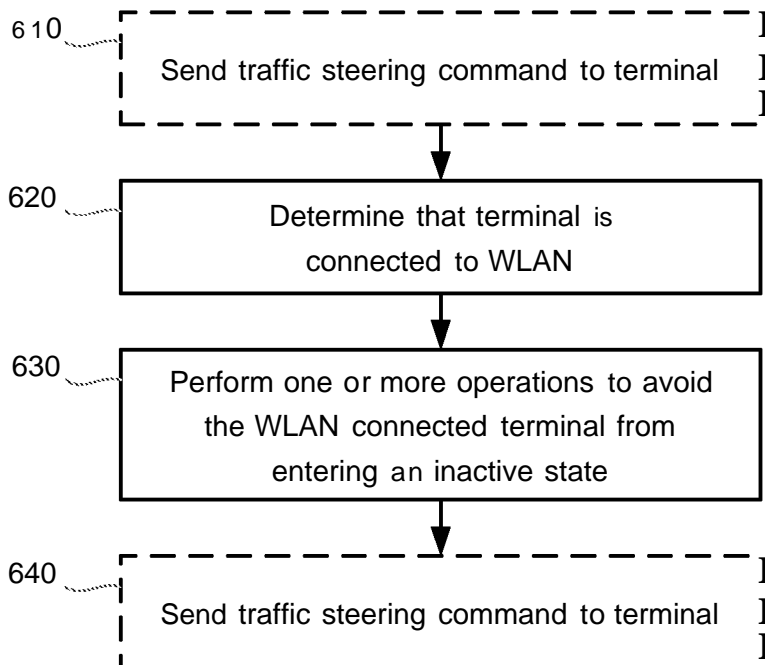 610
Send traffic steering command to terminal
620
Determine that terminal is
connected to WLAN
630
Perform one or more operations to avoid
the WLAN connected terminal from
entering an inactive state
640
Send traffic steering command to terminal